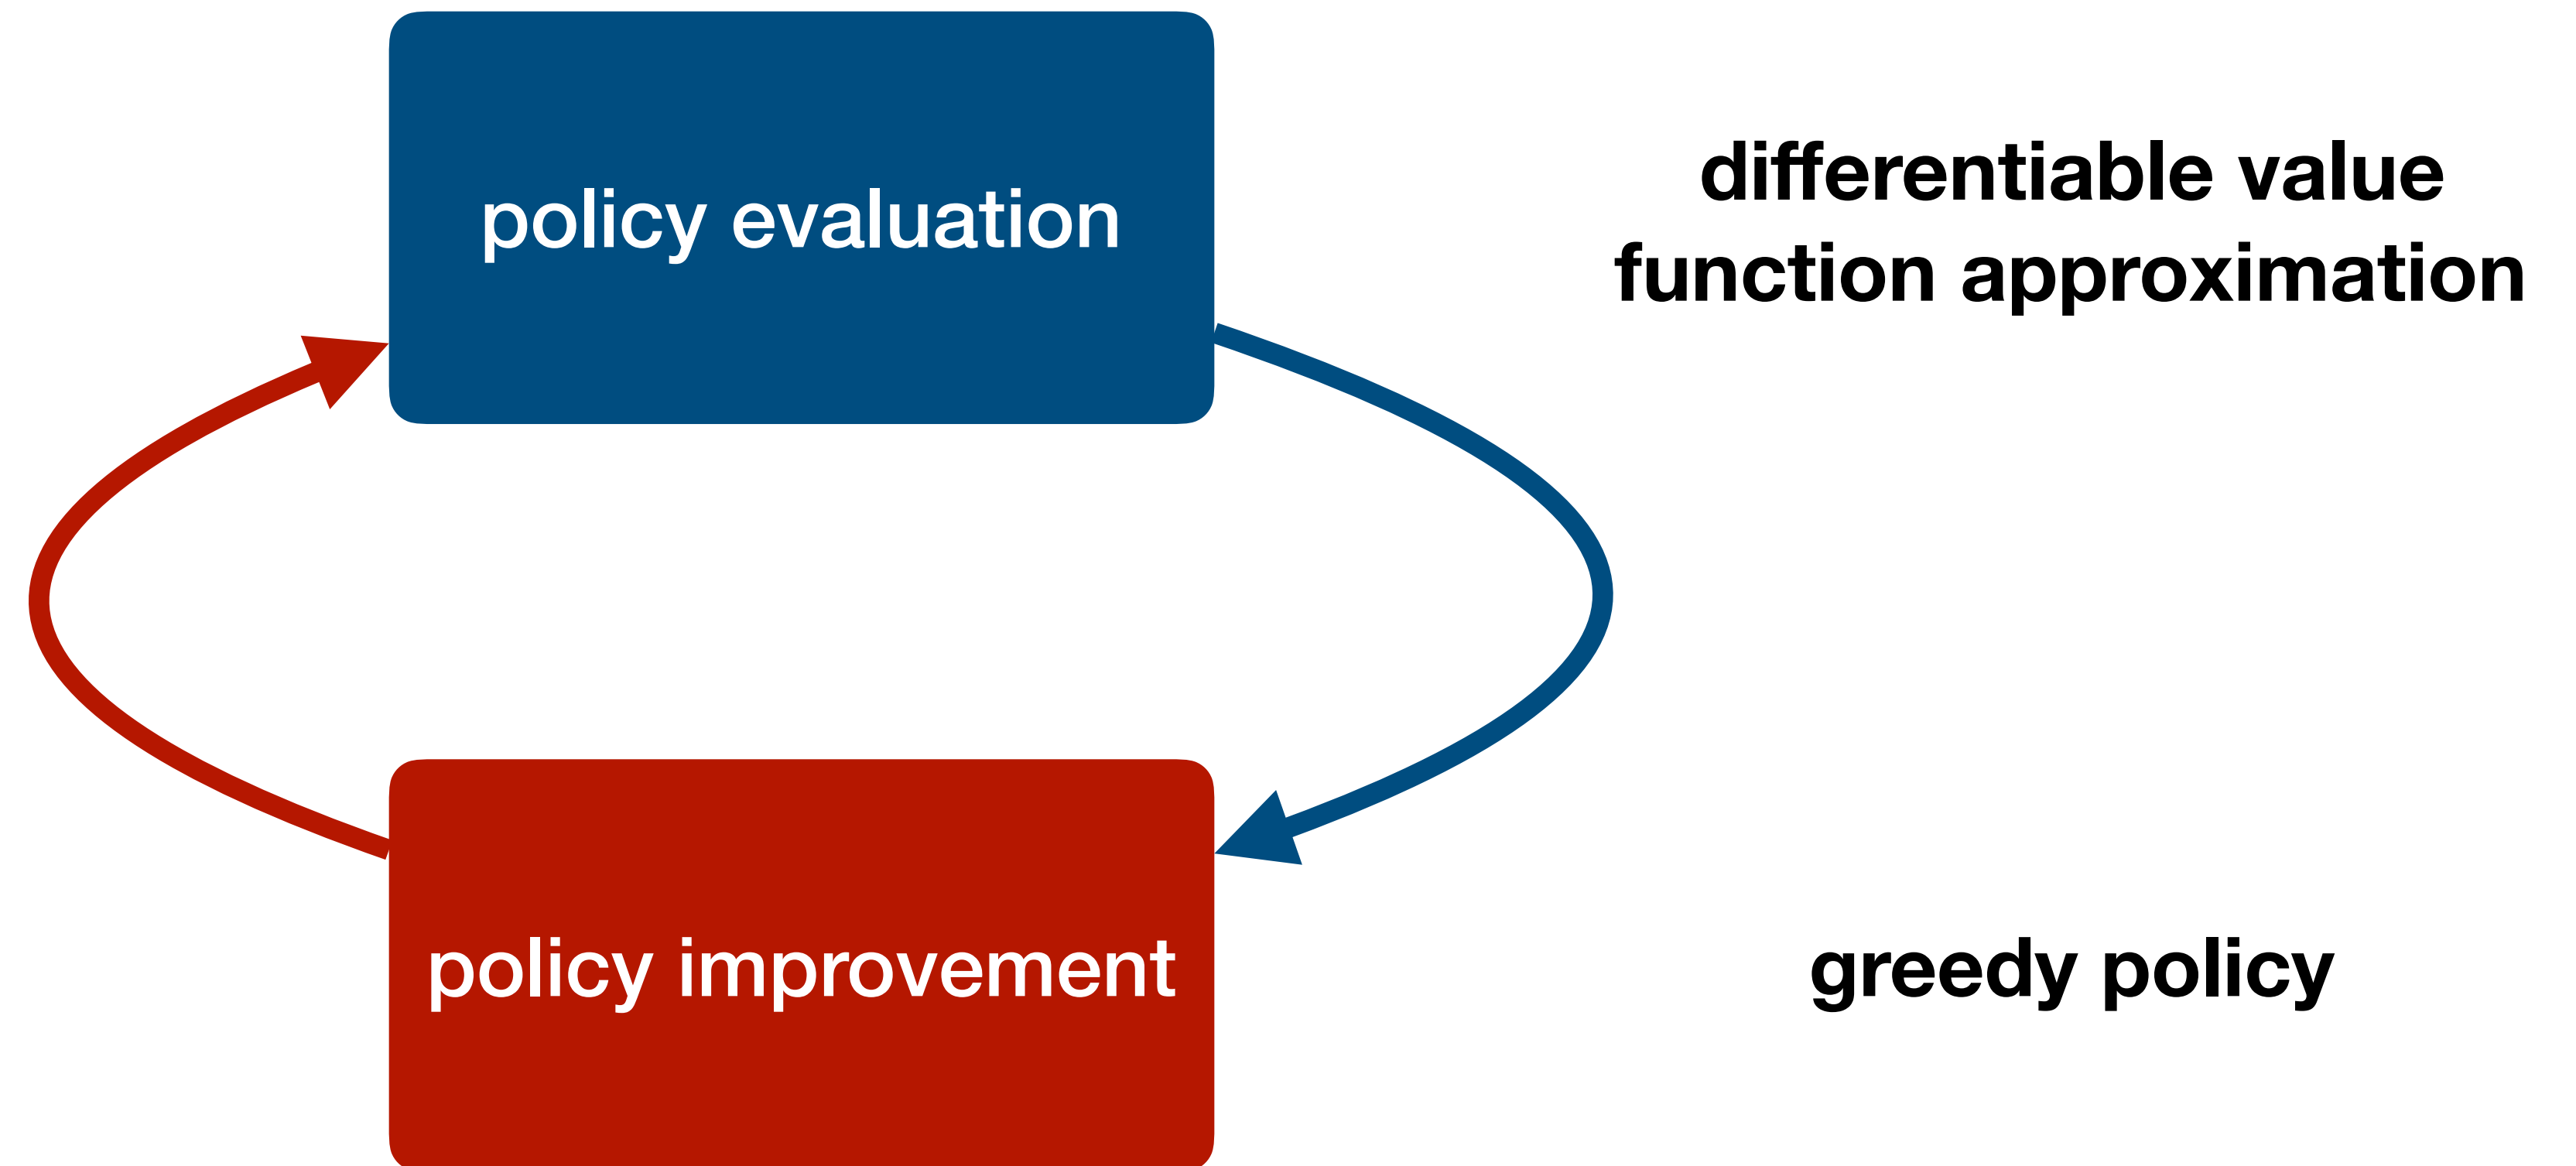 policy evaluation
differentiable value
function approximation
policy improvement
greedy policy